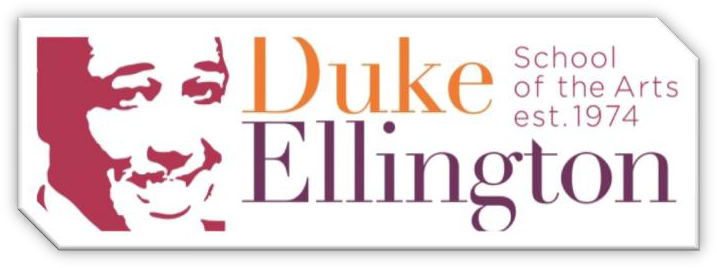 Duke
Ellington
School
of the Arts
est.1974